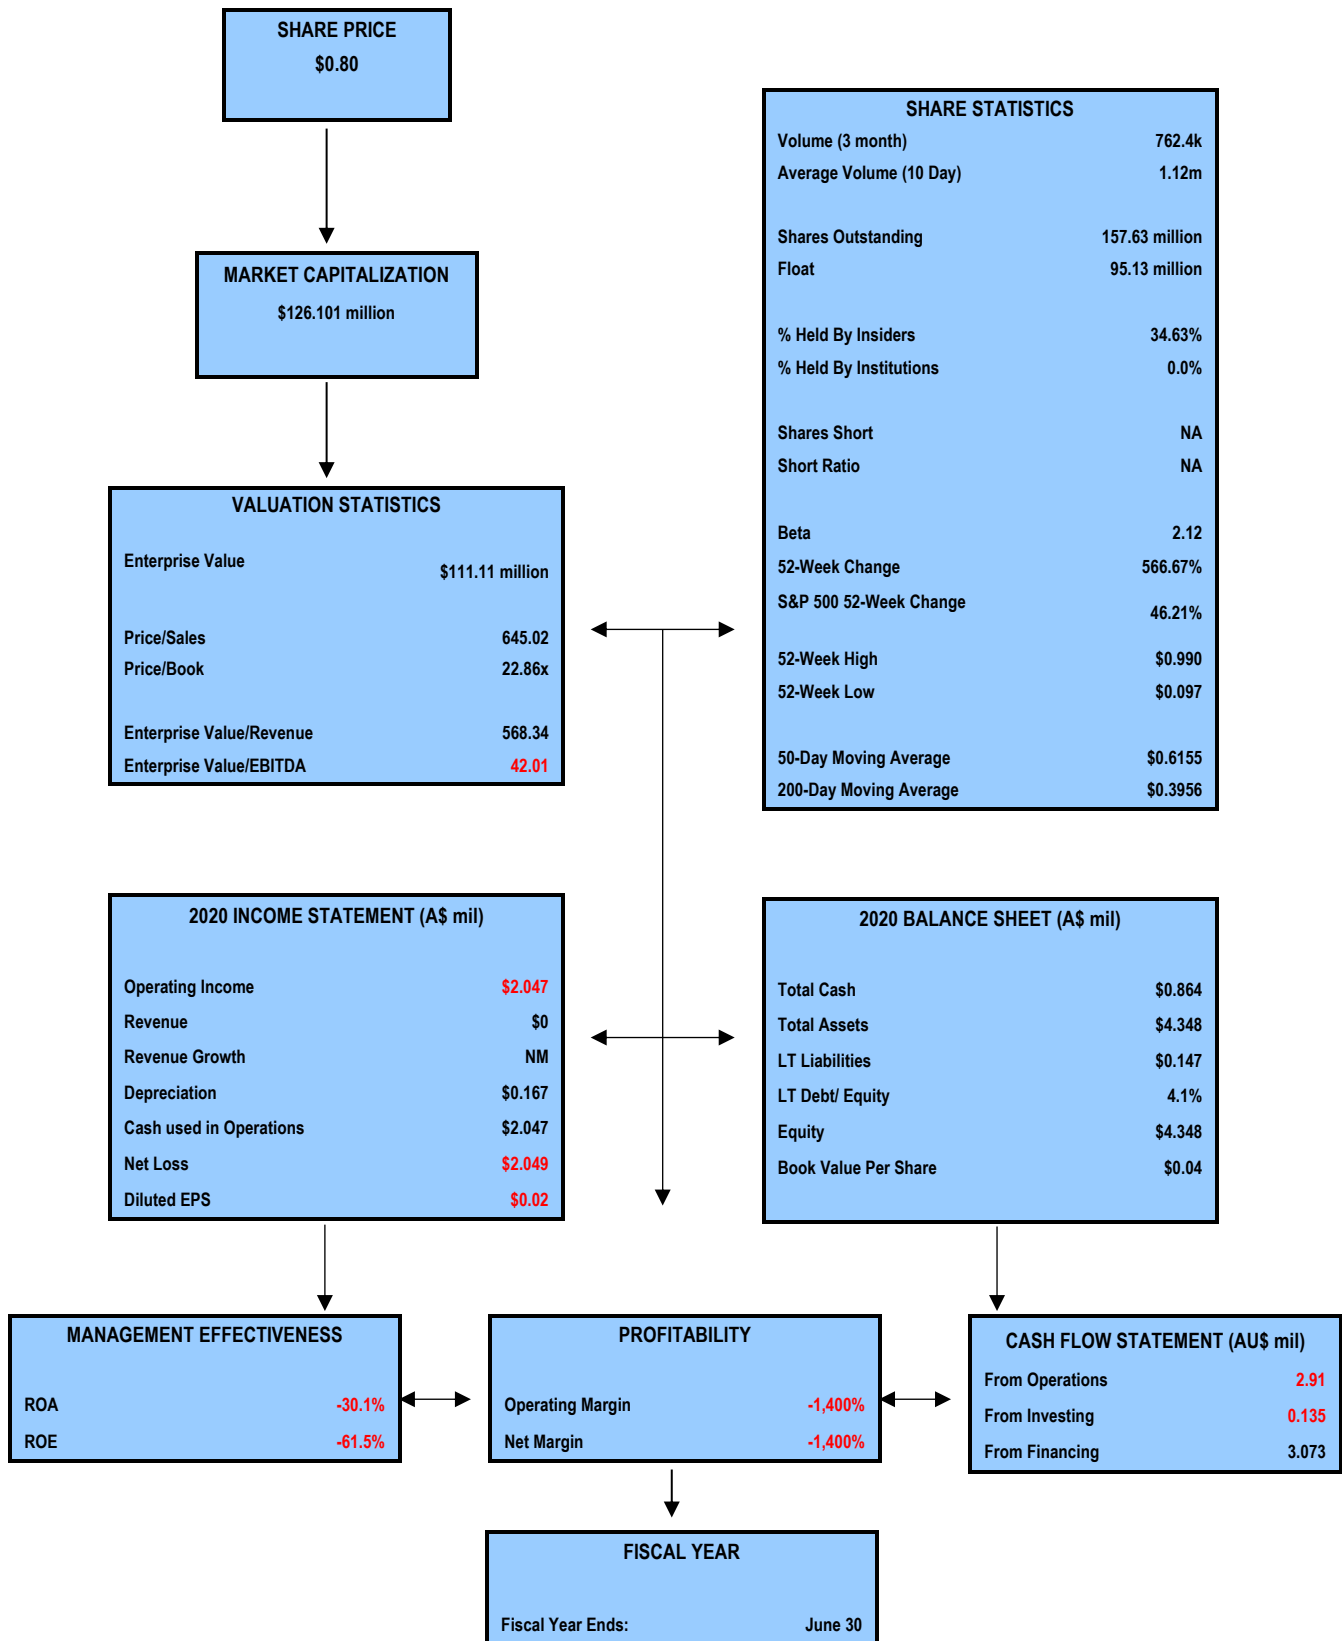 SHARE PRICE
$0.80
MARKET CAPITALIZATION
$126.101 million
VALUATION STATISTICS
Enterprise Value $111.11 million
Price/Sales 645.02
Price/Book 22.86x
Enterprise Value/Revenue 568.34
Enterprise Value/EBITDA 42.01
SHARE STATISTICS
Volume (3 month) 762.4k
Average Volume (10 Day) 1.12m
Shares Outstanding 157.63 million
Float 95.13 million
% Held By Insiders 34.63%
% Held By Institutions 0.0%
Shares Short NA
Short Ratio NA
Beta 2.12
52-Week Change 566.67%
S&P 500 52-Week Change 46.21%
52-Week High $0.990
52-Week Low $0.097
50-Day Moving Average $0.6155
200-Day Moving Average $0.3956
2020 INCOME STATEMENT (A$ mil)
Operating Income $2.047
Revenue $0
Revenue Growth NM
Depreciation $0.167
Cash used in Operations $2.047
Net Loss $2.049
Diluted EPS $0.02
2020 BALANCE SHEET (A$ mil)
Total Cash $0.864
Total Assets $4.348
LT Liabilities $0.147
LT Debt/ Equity 4.1%
Equity $4.348
Book Value Per Share $0.04
MANAGEMENT EFFECTIVENESS
ROA -30.1%
ROE -61.5%
PROFITABILITY
Operating Margin -1,400%
Net Margin -1,400%
CASH FLOW STATEMENT (AU$ mil)
From Operations 2.91
From Investing 0.135
From Financing 3.073
FISCAL YEAR
Fiscal Year Ends: June 30